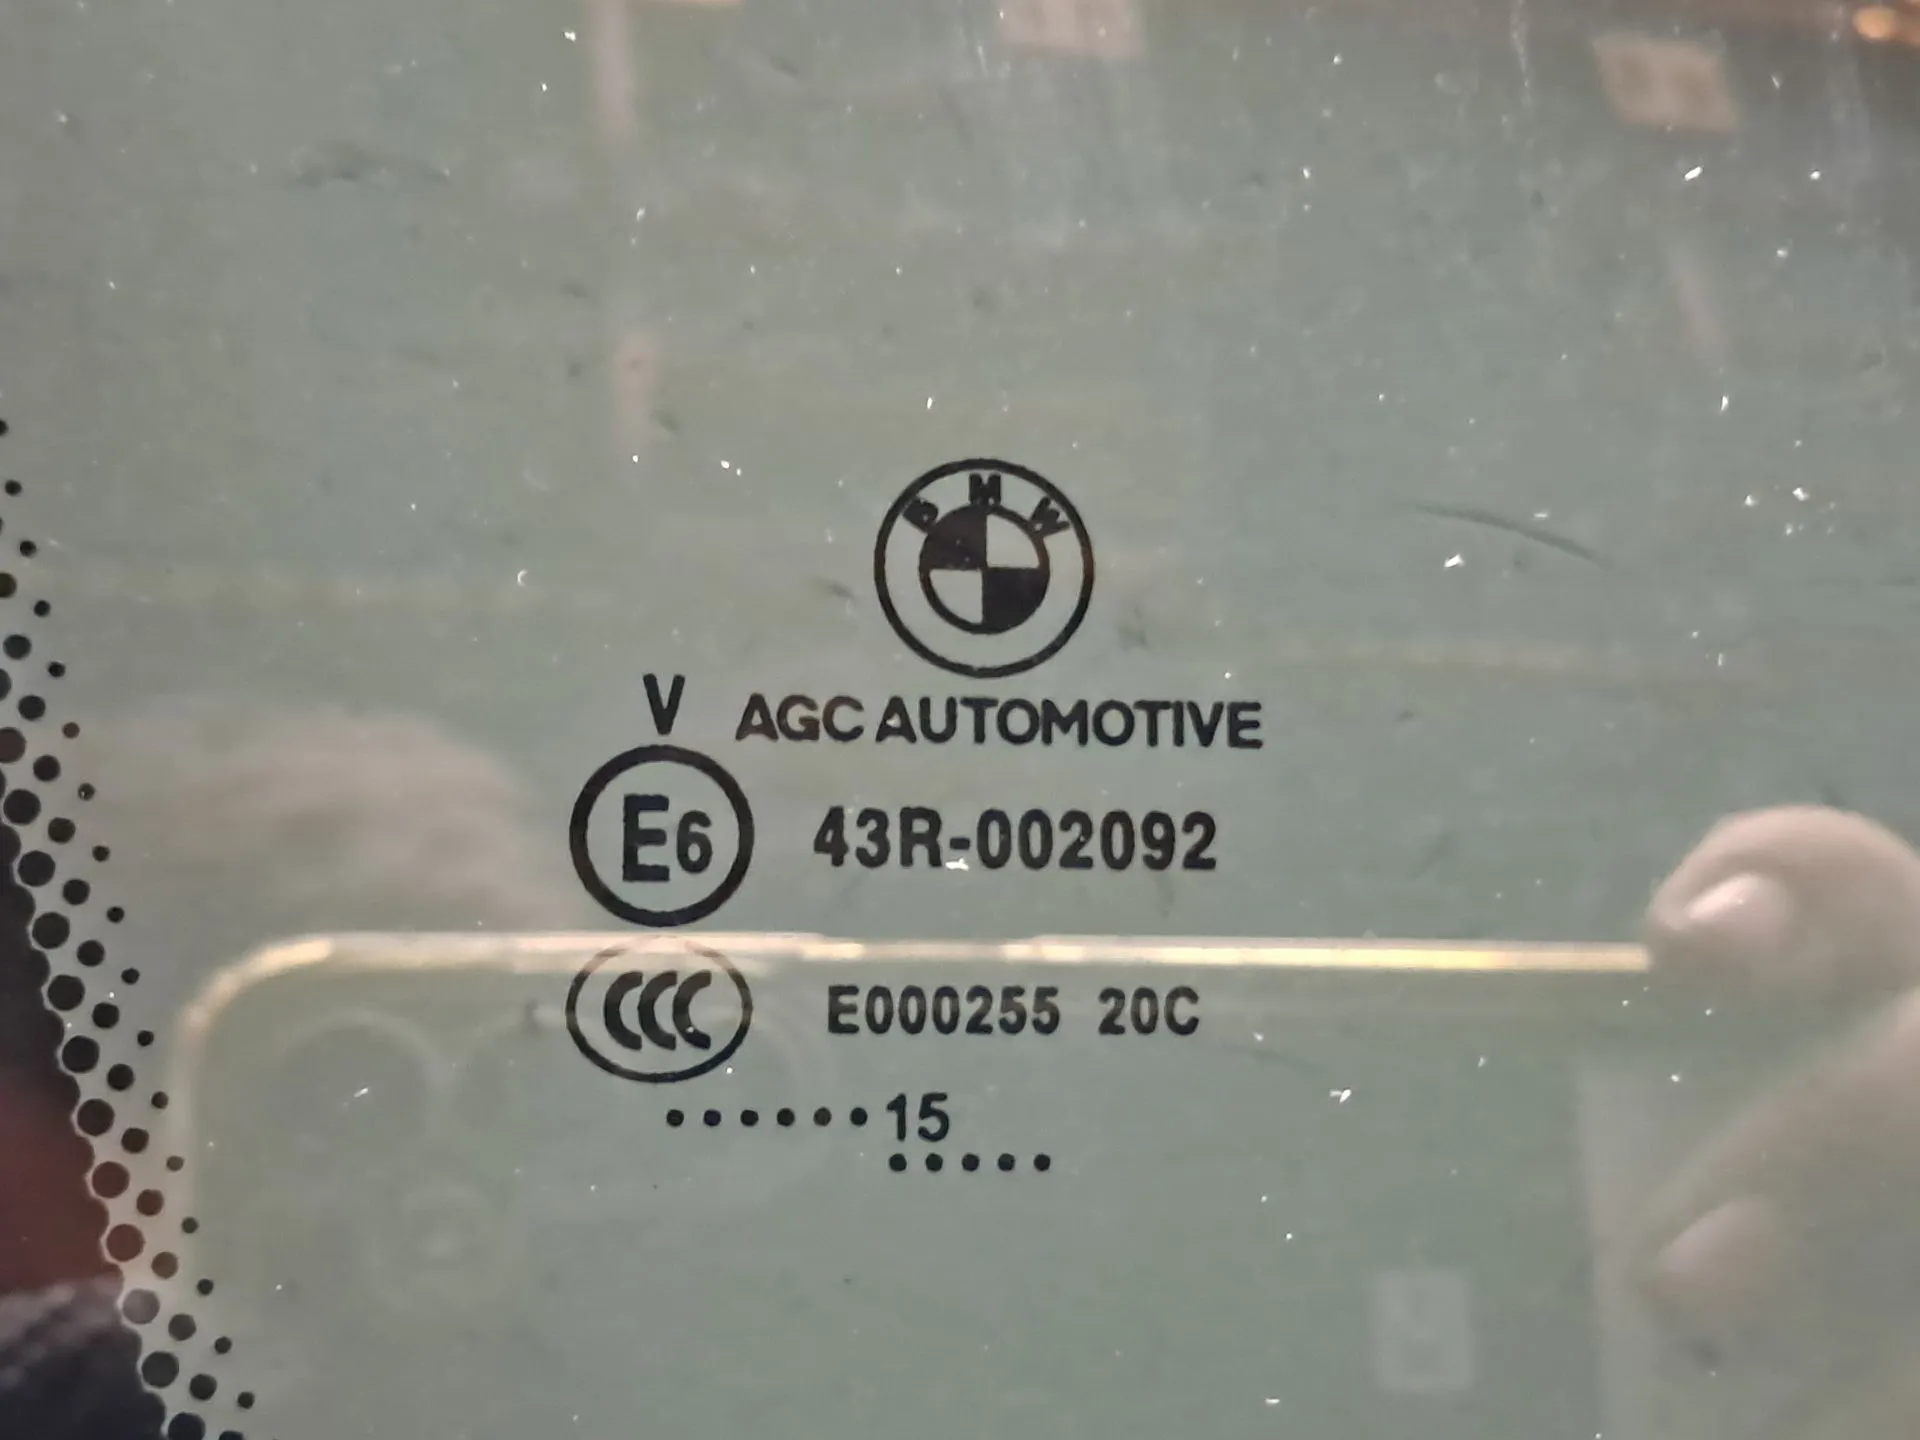 BMW
V AGC AUTOMOTIVE
E6 43R-002092
CCC E000255 20C
······15
·····